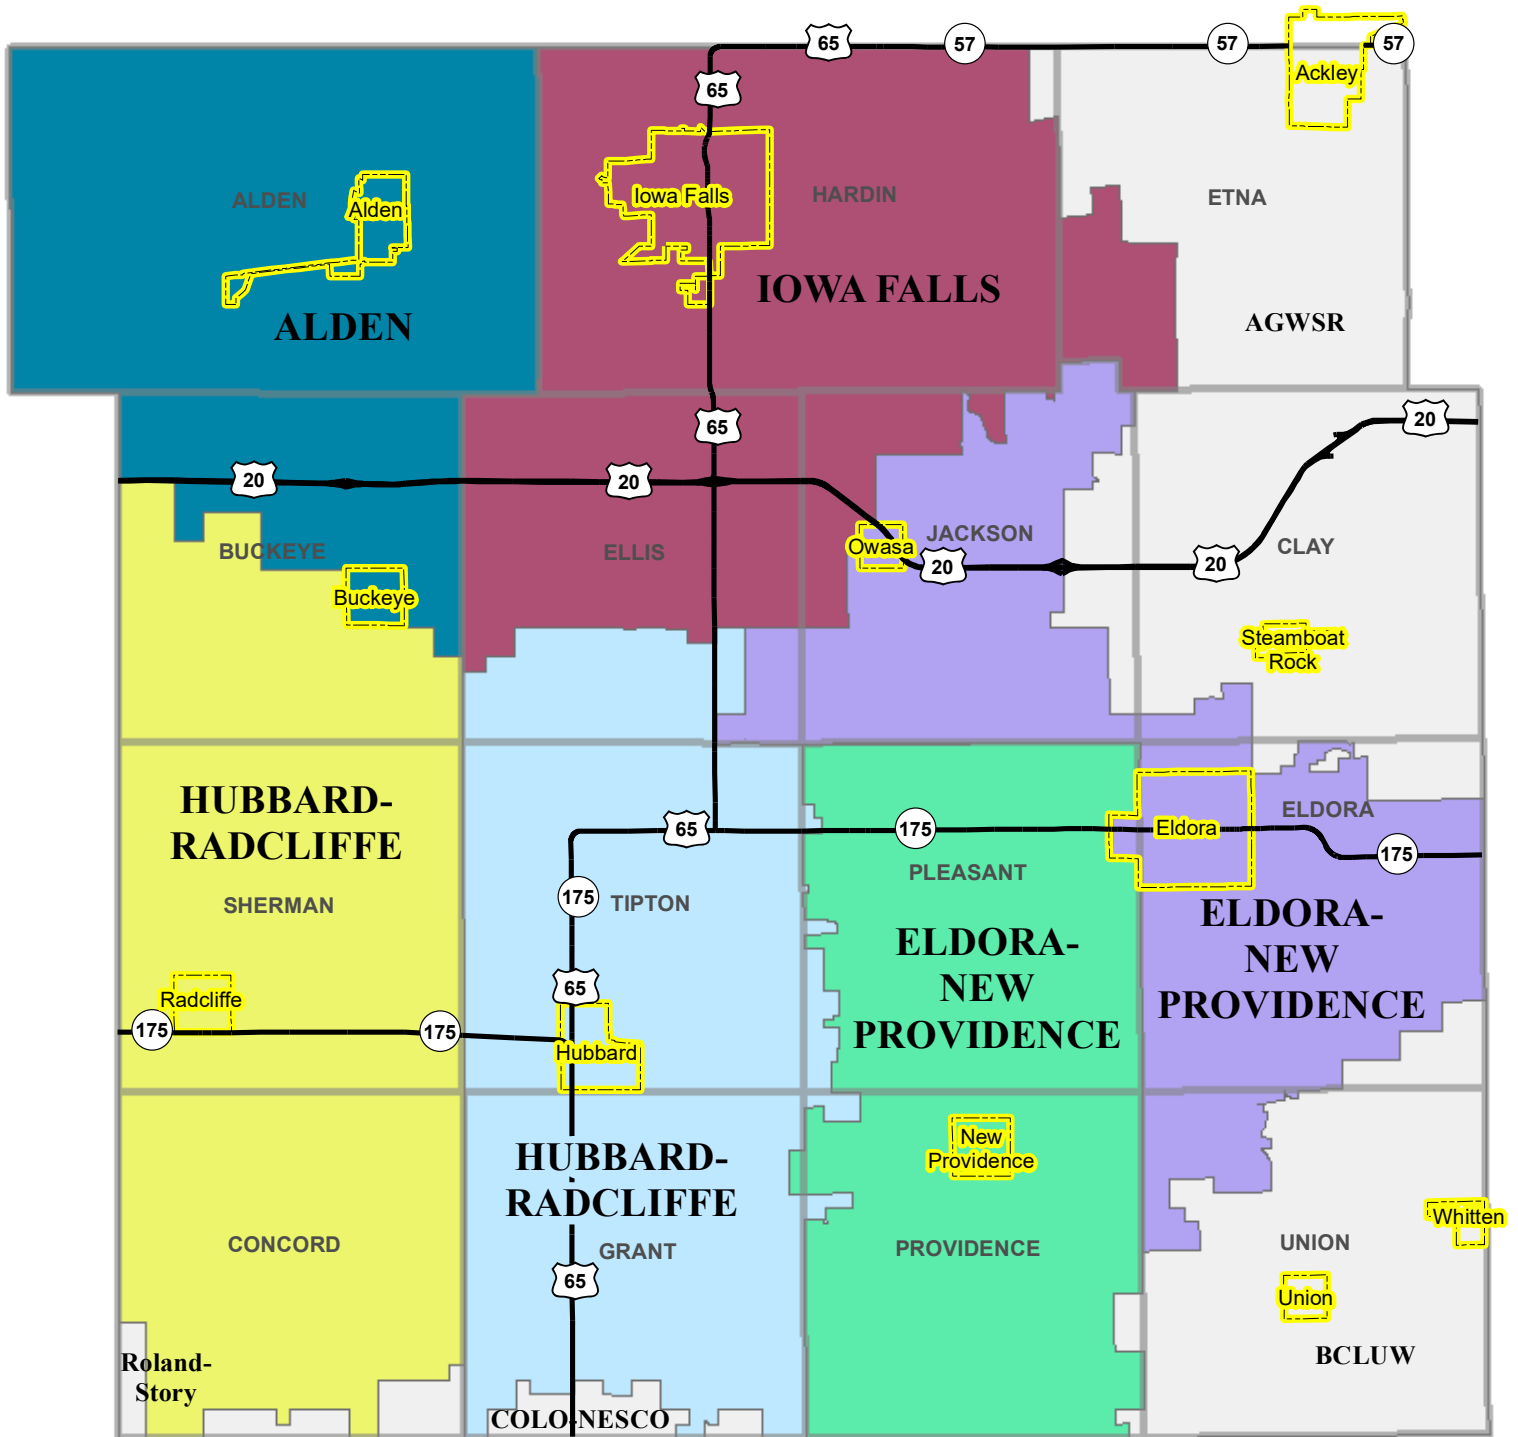 65
57
57
57
Ackley
65
ALDEN
Alden
Iowa Falls
HARDIN
ETNA
IOWA FALLS
ALDEN
AGWSR
65
20
20
20
BUCKEYE
ELLIS
Owasa
JACKSON
20
20
CLAY
Buckeye
Steamboat
Rock
HUBBARD-
RADCLIFFE
65
175
Eldora
ELDORA
175
PLEASANT
SHERMAN
175
TIPTON
ELDORA-
NEW
PROVIDENCE
ELDORA-
NEW
PROVIDENCE
Radcliffe
65
175
175
Hubbard
New
Providence
HUBBARD-
RADCLIFFE
Whitten
CONCORD
GRANT
PROVIDENCE
UNION
65
Union
Roland-
Story
BCLUW
COLO-NESCO